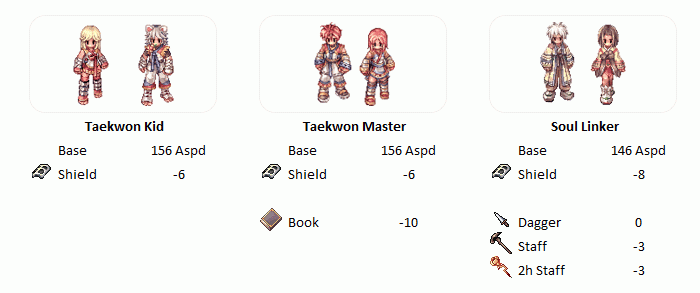 Taekwon Kid
Base 156 Aspd
Shield -6
Taekwon Master
Base 156 Aspd
Shield -6
Book -10
Soul Linker
Base 146 Aspd
Shield -8
Dagger 0
Staff -3
2h Staff -3